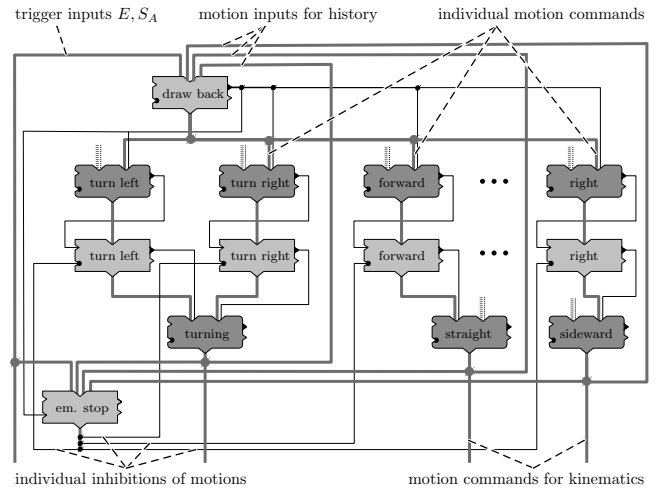 trigger inputs E, S_A
motion inputs for history
individual motion commands
draw back
turn left
turn right
forward
• • •
right
turn left
turn right
forward
• • •
right
turning
straight
sideward
em. stop
individual inhibitions of motions
motion commands for kinematics